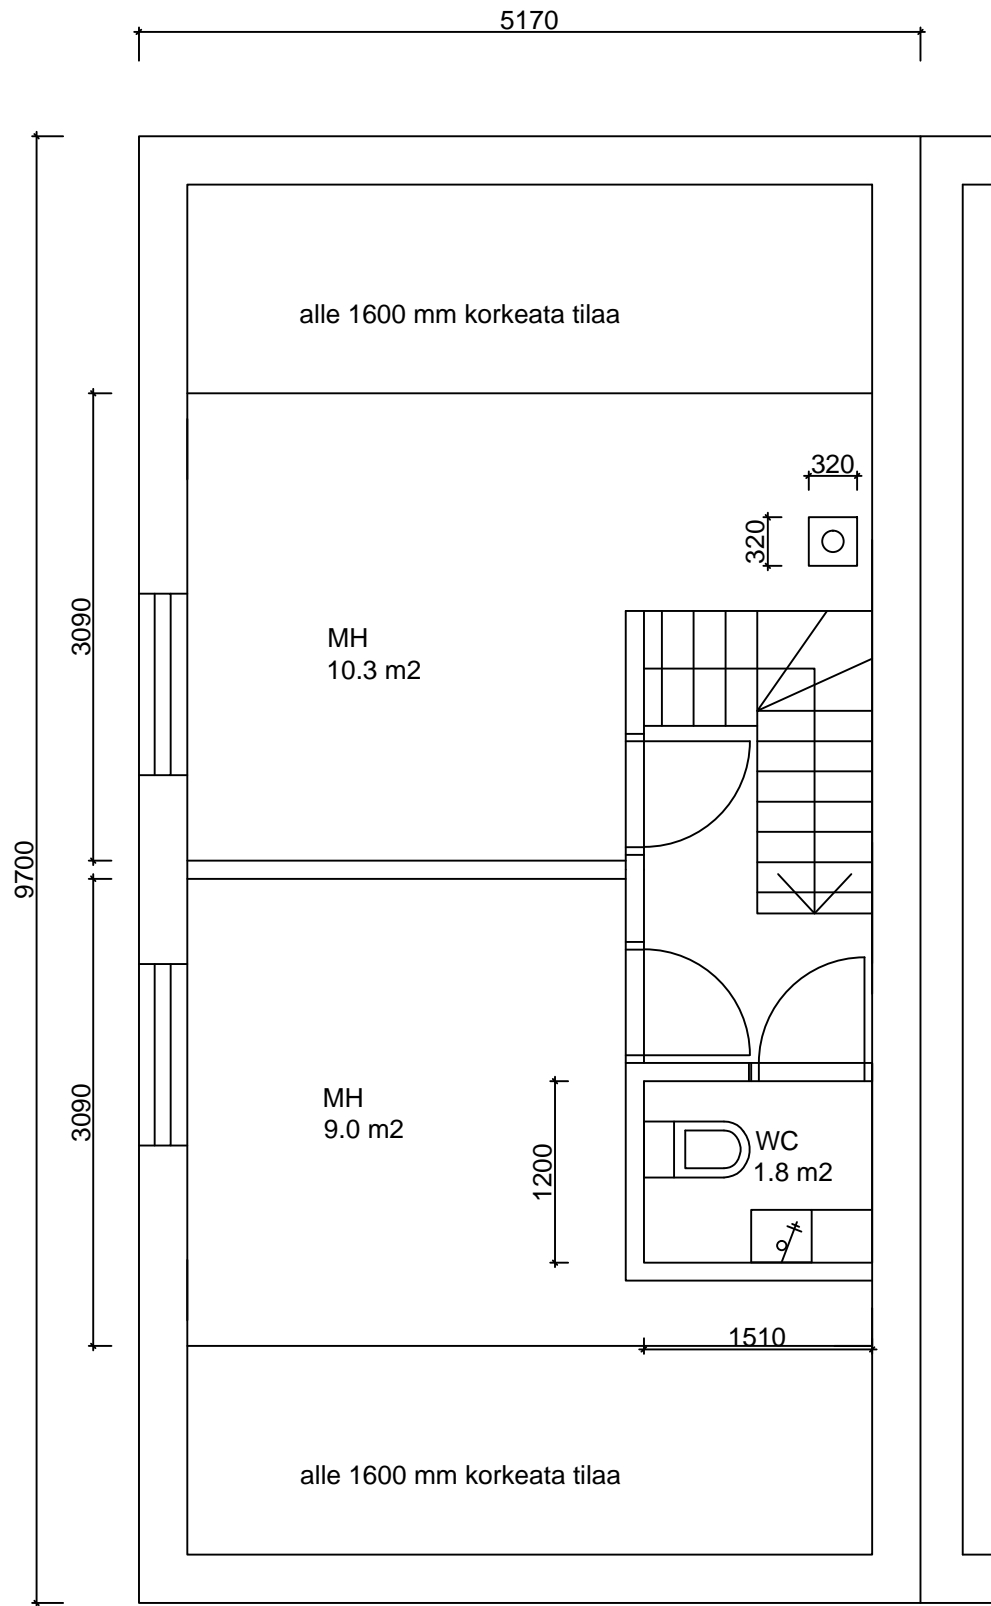 5170
alle 1600 mm korkeata tilaa
320
320
3090
MH
10.3 m2
9700
3090
MH
9.0 m2
1200
WC
1.8 m2
1510
alle 1600 mm korkeata tilaa